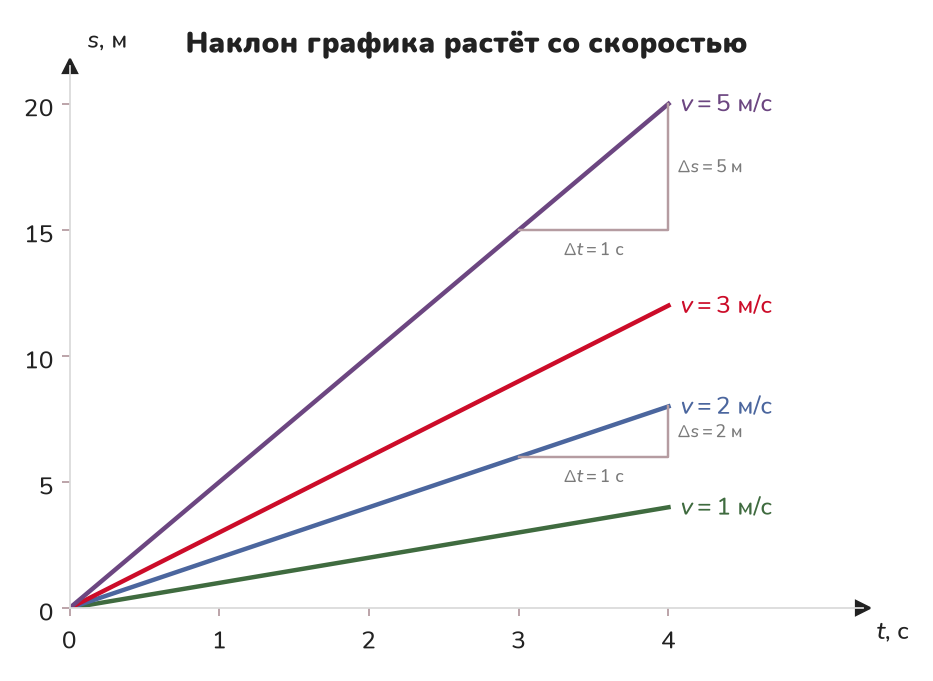 s, м
Наклон графика растёт со скоростью
20
v = 5 м/с
Δs = 5 м
15
Δt = 1 с
v = 3 м/с
10
v = 2 м/с
Δs = 2 м
Δt = 1 с
5
v = 1 м/с
0
0 1 2 3 4
t, с